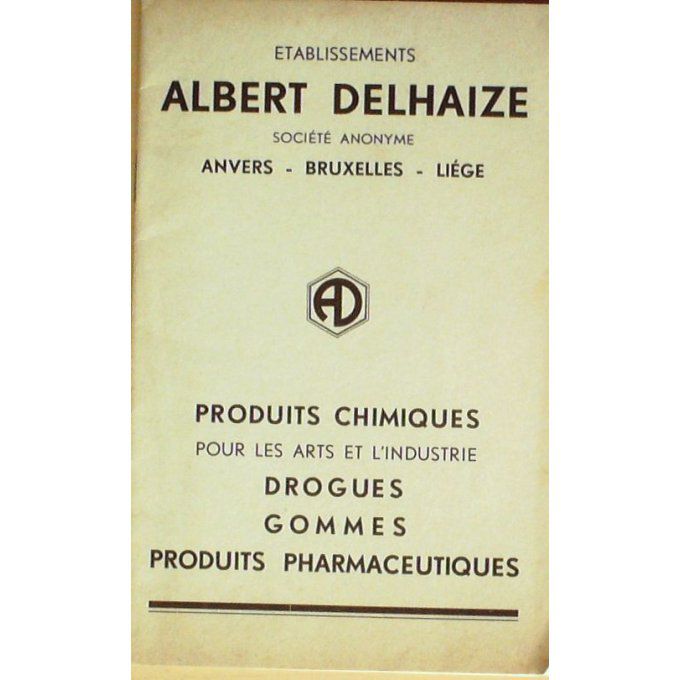 ETABLISSEMENTS
ALBERT DELHAIZE
SOCIÉTÉ ANONYME
ANVERS - BRUXELLES - LIÉGE
AD
PRODUITS CHIMIQUES
POUR LES ARTS ET L'INDUSTRIE
DROGUES
GOMMES
PRODUITS PHARMACEUTIQUES